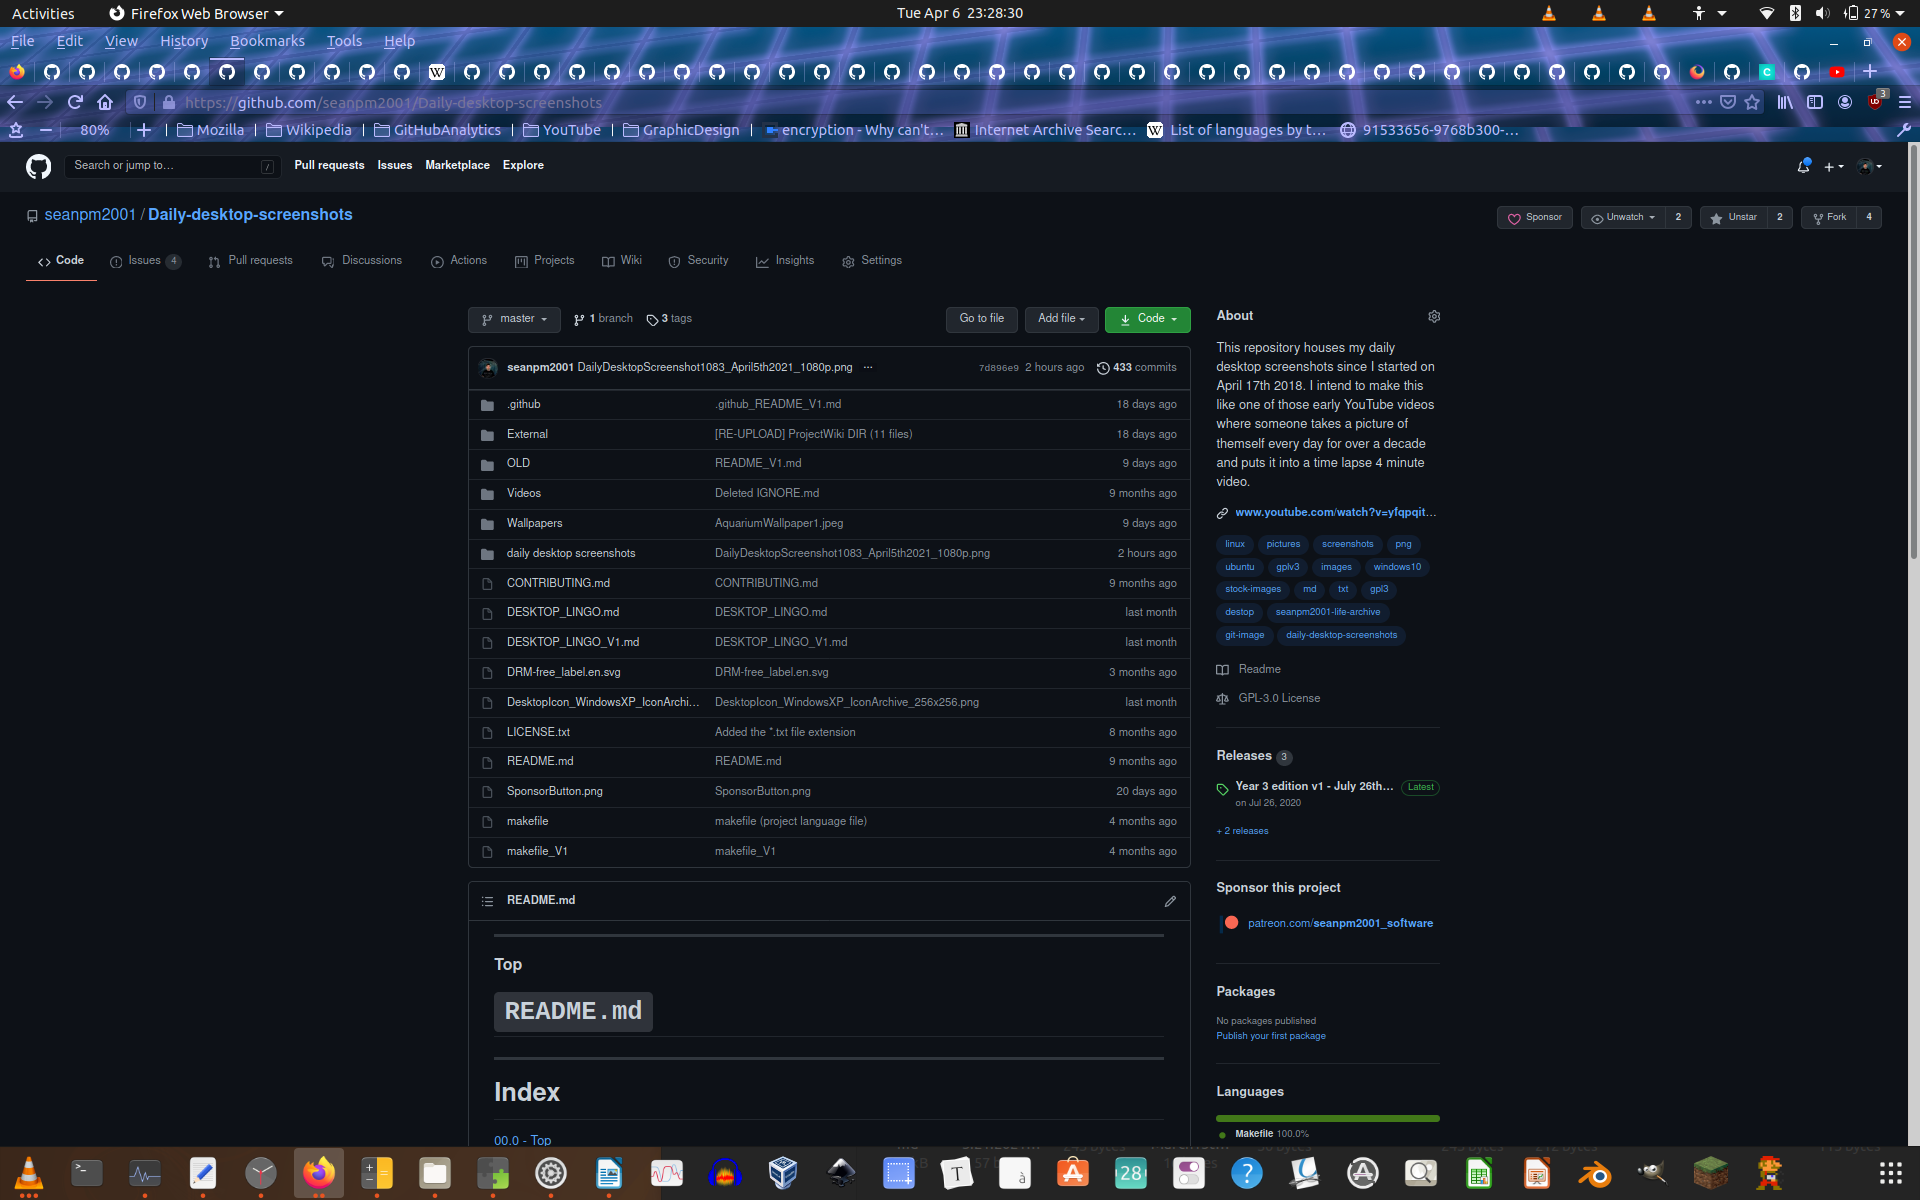 Activities Firefox Web Browser Tue Apr 6 23:28:30 27 %
File Edit View History Bookmarks Tools Help
https://github.com/seanpm2001/Daily-desktop-screenshots 3
80% Mozilla Wikipedia GitHubAnalytics YouTube GraphicDesign encryption - Why can't… Internet Archive Searc… List of languages by t… 91533656-9768b300-…
Search or jump to… / Pull requests Issues Marketplace Explore
seanpm2001 / Daily-desktop-screenshots Sponsor Unwatch 2 Unstar 2 Fork 4
Code Issues 4 Pull requests Discussions Actions Projects Wiki Security Insights Settings
master 1 branch 3 tags Go to file Add file Code
seanpm2001 DailyDesktopScreenshot1083_April5th2021_1080p.png ··· 7d896e9 2 hours ago 433 commits
.github .github_README_V1.md 18 days ago
External [RE-UPLOAD] ProjectWiki DIR (11 files) 18 days ago
OLD README_V1.md 9 days ago
Videos Deleted IGNORE.md 9 months ago
Wallpapers AquariumWallpaper1.jpeg 9 days ago
daily desktop screenshots DailyDesktopScreenshot1083_April5th2021_1080p.png 2 hours ago
CONTRIBUTING.md CONTRIBUTING.md 9 months ago
DESKTOP_LINGO.md DESKTOP_LINGO.md last month
DESKTOP_LINGO_V1.md DESKTOP_LINGO_V1.md last month
DRM-free_label.en.svg DRM-free_label.en.svg 3 months ago
DesktopIcon_WindowsXP_IconArchi… DesktopIcon_WindowsXP_IconArchive_256x256.png last month
LICENSE.txt Added the *.txt file extension 8 months ago
README.md README.md 9 months ago
SponsorButton.png SponsorButton.png 20 days ago
makefile makefile (project language file) 4 months ago
makefile_V1 makefile_V1 4 months ago
README.md
Top
README.md
Index
00.0 - Top
About
This repository houses my daily
desktop screenshots since I started on
April 17th 2018. I intend to make this
like one of those early YouTube videos
where someone takes a picture of
themself every day for over a decade
and puts it into a time lapse 4 minute
video.
www.youtube.com/watch?v=yfqpqit…
linux pictures screenshots png
ubuntu gplv3 images windows10
stock-images md txt gpl3
destop seanpm2001-life-archive
git-image daily-desktop-screenshots
Readme
GPL-3.0 License
Releases 3
Year 3 edition v1 - July 26th… Latest
on Jul 26, 2020
+ 2 releases
Sponsor this project
patreon.com/seanpm2001_software
Packages
No packages published
Publish your first package
Languages
Makefile 100.0%